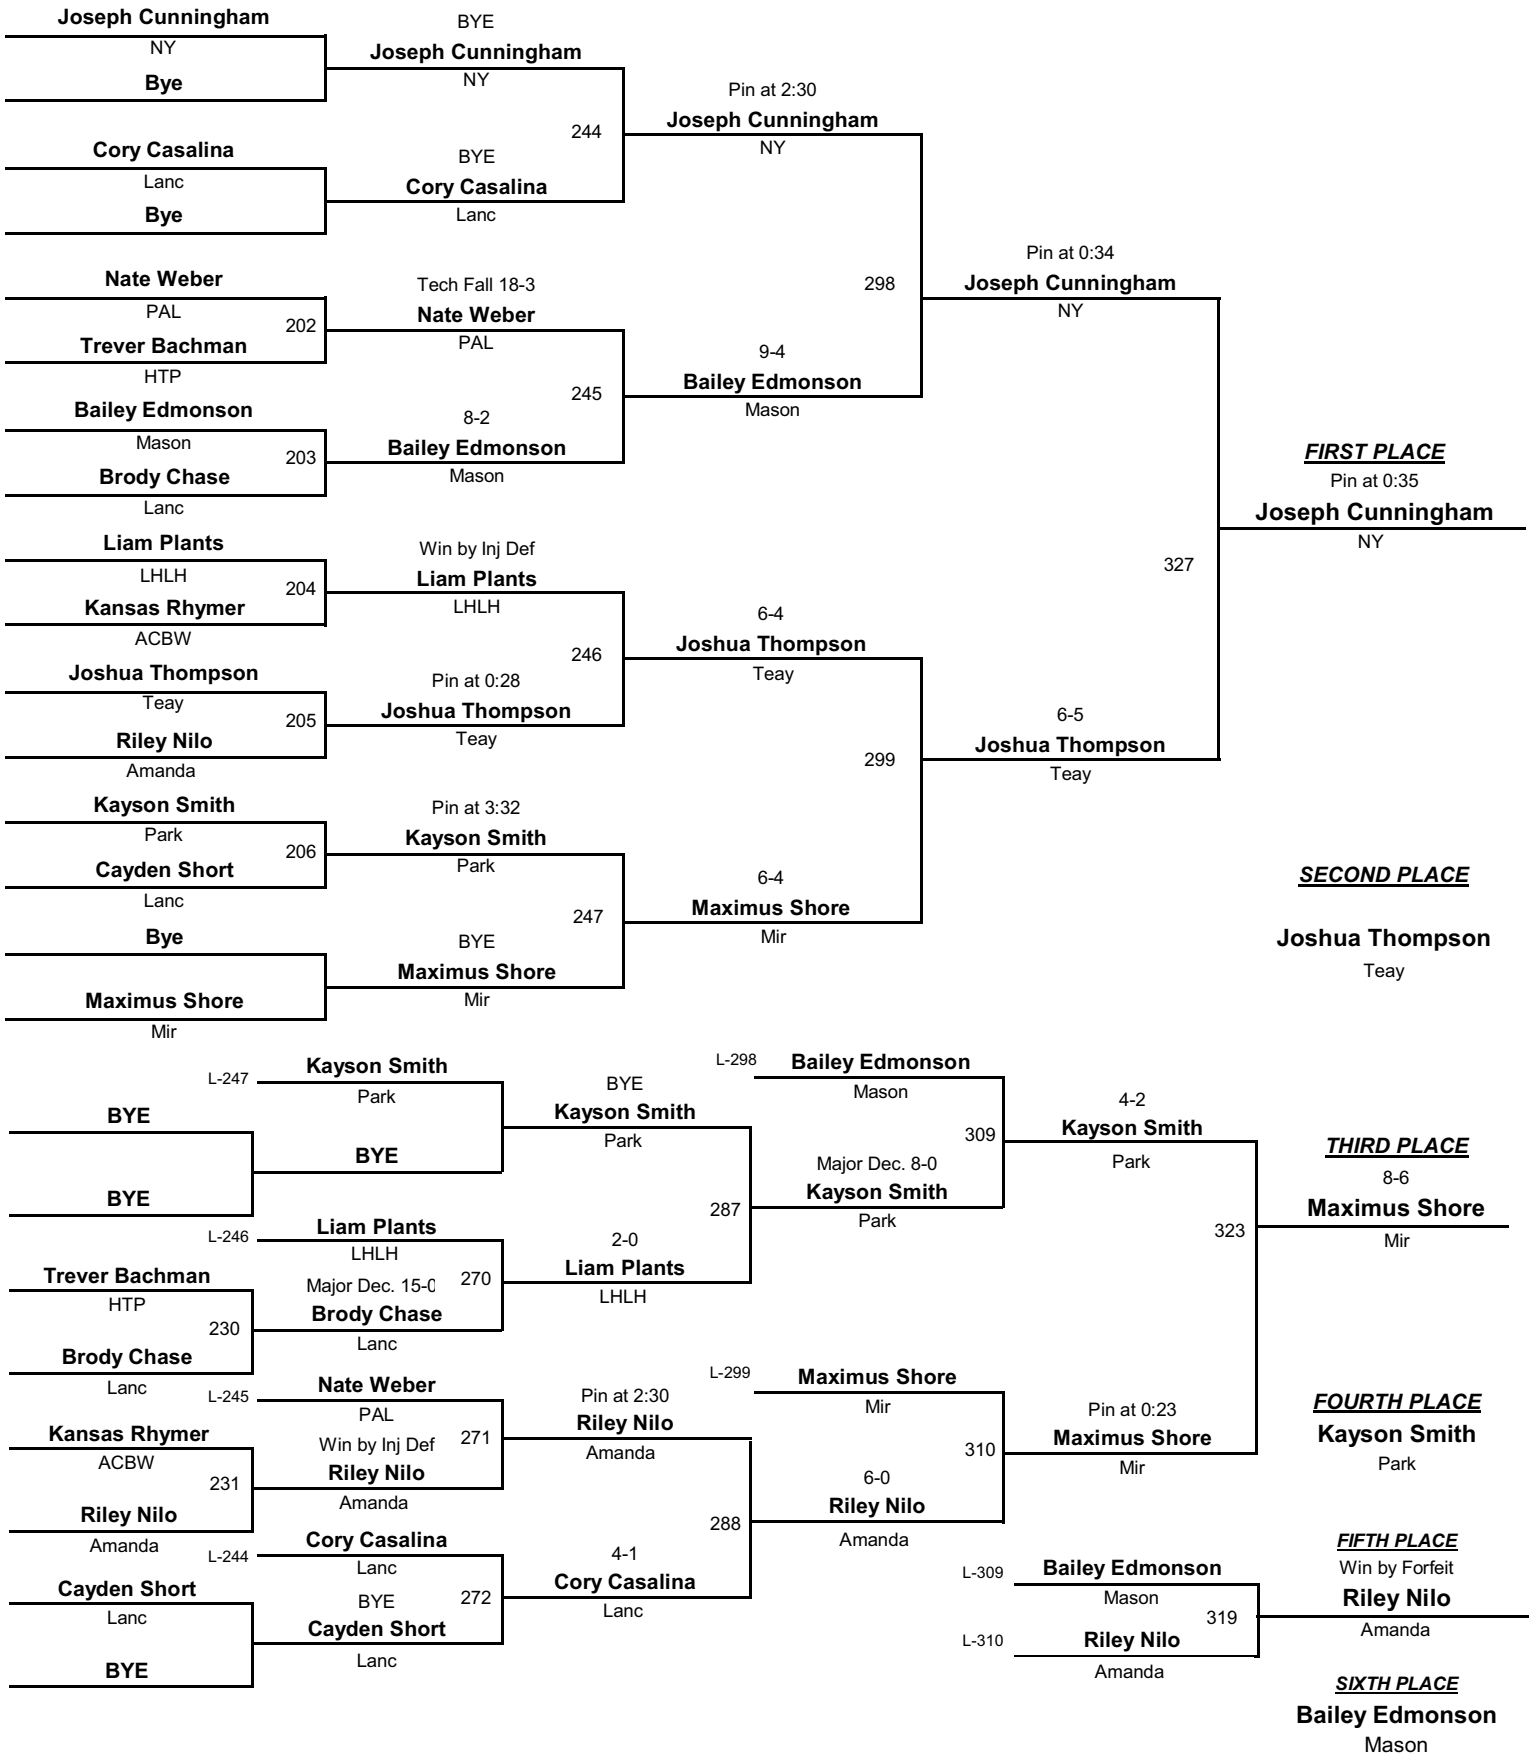 Joseph Cunningham
NY
Bye
Cory Casalina
Lanc
Bye
Nate Weber
PAL
202
Trever Bachman
HTP
Bailey Edmonson
Mason
203
Brody Chase
Lanc
Liam Plants
LHLH
204
Kansas Rhymer
ACBW
Joshua Thompson
Teay
205
Riley Nilo
Amanda
Kayson Smith
Park
206
Cayden Short
Lanc
Bye
Maximus Shore
Mir
BYE
Joseph Cunningham
NY
244
BYE
Cory Casalina
Lanc
Tech Fall 18-3
Nate Weber
PAL
245
8-2
Bailey Edmonson
Mason
Win by Inj Def
Liam Plants
LHLH
246
Pin at 0:28
Joshua Thompson
Teay
Pin at 3:32
Kayson Smith
Park
247
BYE
Maximus Shore
Mir
Pin at 2:30
Joseph Cunningham
NY
298
9-4
Bailey Edmonson
Mason
6-4
Joshua Thompson
Teay
299
6-4
Maximus Shore
Mir
Pin at 0:34
Joseph Cunningham
NY
327
6-5
Joshua Thompson
Teay
FIRST PLACE
Pin at 0:35
Joseph Cunningham
NY
SECOND PLACE
Joshua Thompson
Teay
L-247
Kayson Smith
Park
BYE
BYE
BYE
L-246
Liam Plants
LHLH
Trever Bachman
HTP
230
Brody Chase
Lanc
Major Dec. 15-0
270
Brody Chase
Lanc
L-245
Nate Weber
PAL
Kansas Rhymer
ACBW
231
Riley Nilo
Amanda
Win by Inj Def
271
Riley Nilo
Amanda
L-244
Cory Casalina
Lanc
Cayden Short
Lanc
BYE
BYE
272
Cayden Short
Lanc
BYE
Kayson Smith
Park
287
2-0
Liam Plants
LHLH
Pin at 2:30
Riley Nilo
Amanda
288
4-1
Cory Casalina
Lanc
L-298
Bailey Edmonson
Mason
309
Major Dec. 8-0
Kayson Smith
Park
L-299
Maximus Shore
Mir
310
6-0
Riley Nilo
Amanda
4-2
Kayson Smith
Park
323
Pin at 0:23
Maximus Shore
Mir
THIRD PLACE
8-6
Maximus Shore
Mir
FOURTH PLACE
Kayson Smith
Park
L-309
Bailey Edmonson
Mason
319
L-310
Riley Nilo
Amanda
FIFTH PLACE
Win by Forfeit
Riley Nilo
Amanda
SIXTH PLACE
Bailey Edmonson
Mason